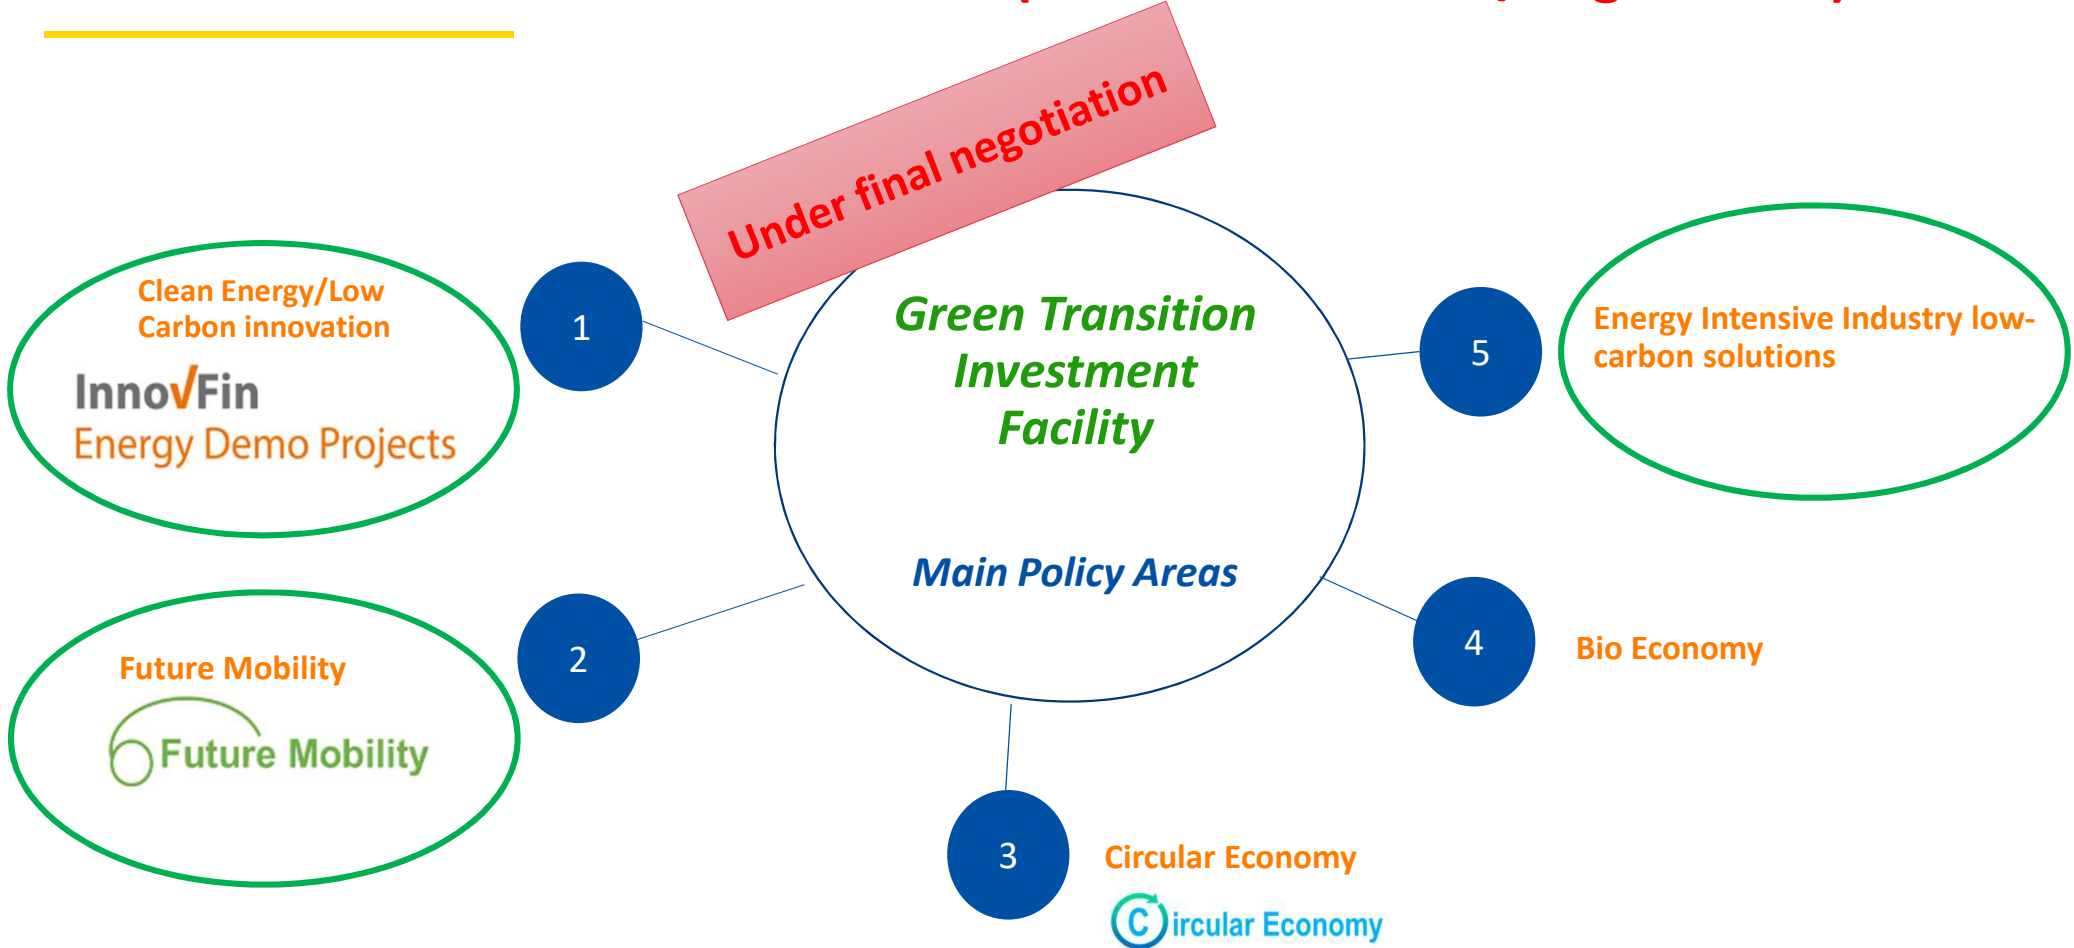 Under final negotiation
Green Transition
Investment
Facility
Main Policy Areas
1
Clean Energy/Low
Carbon innovation
InnovFin
Energy Demo Projects
2
Future Mobility
Future Mobility
3
Circular Economy
Circular Economy
4
Bio Economy
5
Energy Intensive Industry low-
carbon solutions